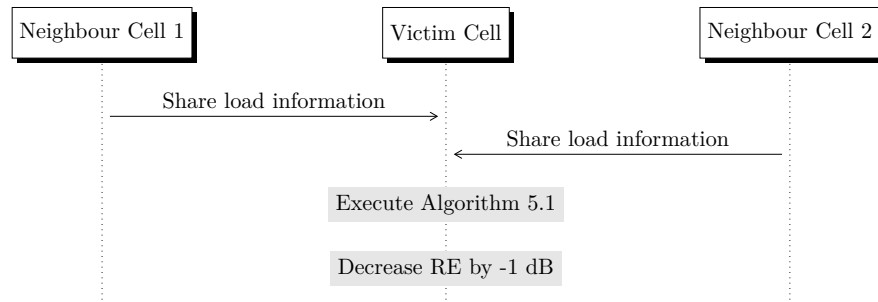 Neighbour Cell 1
Victim Cell
Neighbour Cell 2
Share load information
Share load information
Execute Algorithm 5.1
Decrease RE by -1 dB